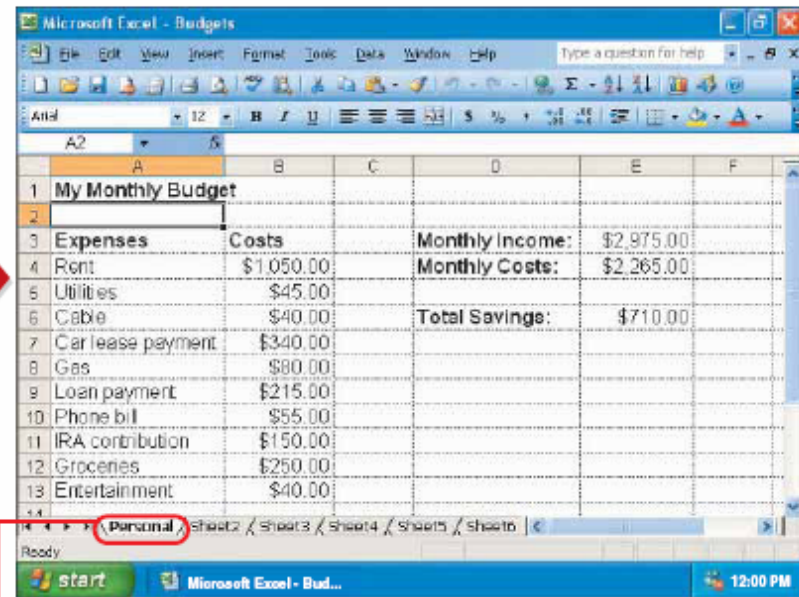 Microsoft Excel - Budgets
File Edit View Insert Format Tools Data Window Help Type a question for help
Arial 12 B I U $ % ,
A2 fx
A B C D E F
1 My Monthly Budget
2
3 Expenses Costs Monthly Income: $2,975.00
4 Rent $1,050.00 Monthly Costs: $2,265.00
5 Utilities $45.00
6 Cable $40.00 Total Savings: $710.00
7 Car lease payment $340.00
8 Gas $80.00
9 Loan payment $215.00
10 Phone bill $55.00
11 IRA contribution $150.00
12 Groceries $250.00
13 Entertainment $40.00
Personal Sheet2 Sheet3 Sheet4 Sheet5 Sheet6
Ready
start Microsoft Excel - Bud... 12:00 PM